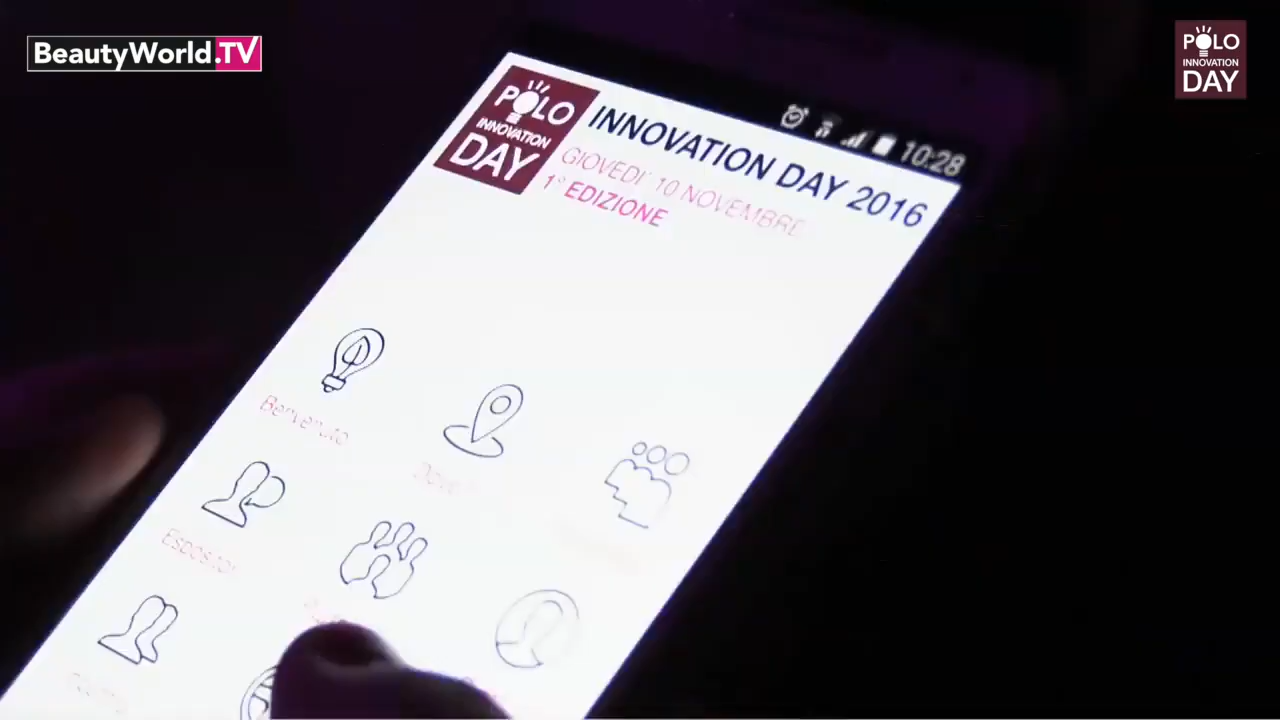 BeautyWorld.TV
POLO
INNOVATION
DAY
10:28
POLO
INNOVATION
DAY
INNOVATION DAY 2016
GIOVEDI' 10 NOVEMBRE
1° EDIZIONE
Benvenuto
Espositori